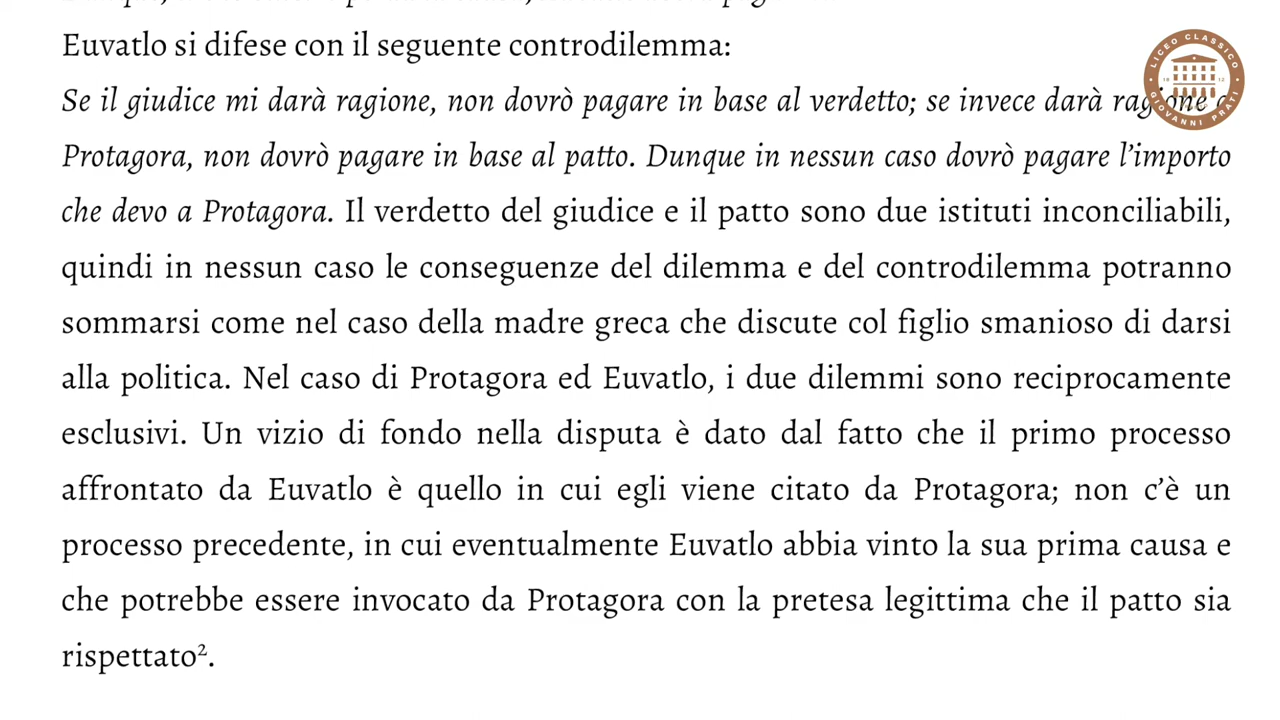 Euvatlo si difese con il seguente controdilemma:
Se il giudice mi darà ragione, non dovrò pagare in base al verdetto; se invece darà ragione a
Protagora, non dovrò pagare in base al patto. Dunque in nessun caso dovrò pagare l’importo
che devo a Protagora. Il verdetto del giudice e il patto sono due istituti inconciliabili,
quindi in nessun caso le conseguenze del dilemma e del controdilemma potranno
sommarsi come nel caso della madre greca che discute col figlio smanioso di darsi
alla politica. Nel caso di Protagora ed Euvatlo, i due dilemmi sono reciprocamente
esclusivi. Un vizio di fondo nella disputa è dato dal fatto che il primo processo
affrontato da Euvatlo è quello in cui egli viene citato da Protagora; non c’è un
processo precedente, in cui eventualmente Euvatlo abbia vinto la sua prima causa e
che potrebbe essere invocato da Protagora con la pretesa legittima che il patto sia
rispettato².
LICEO CLASSICO
18 12
GIOVANNI PRATI